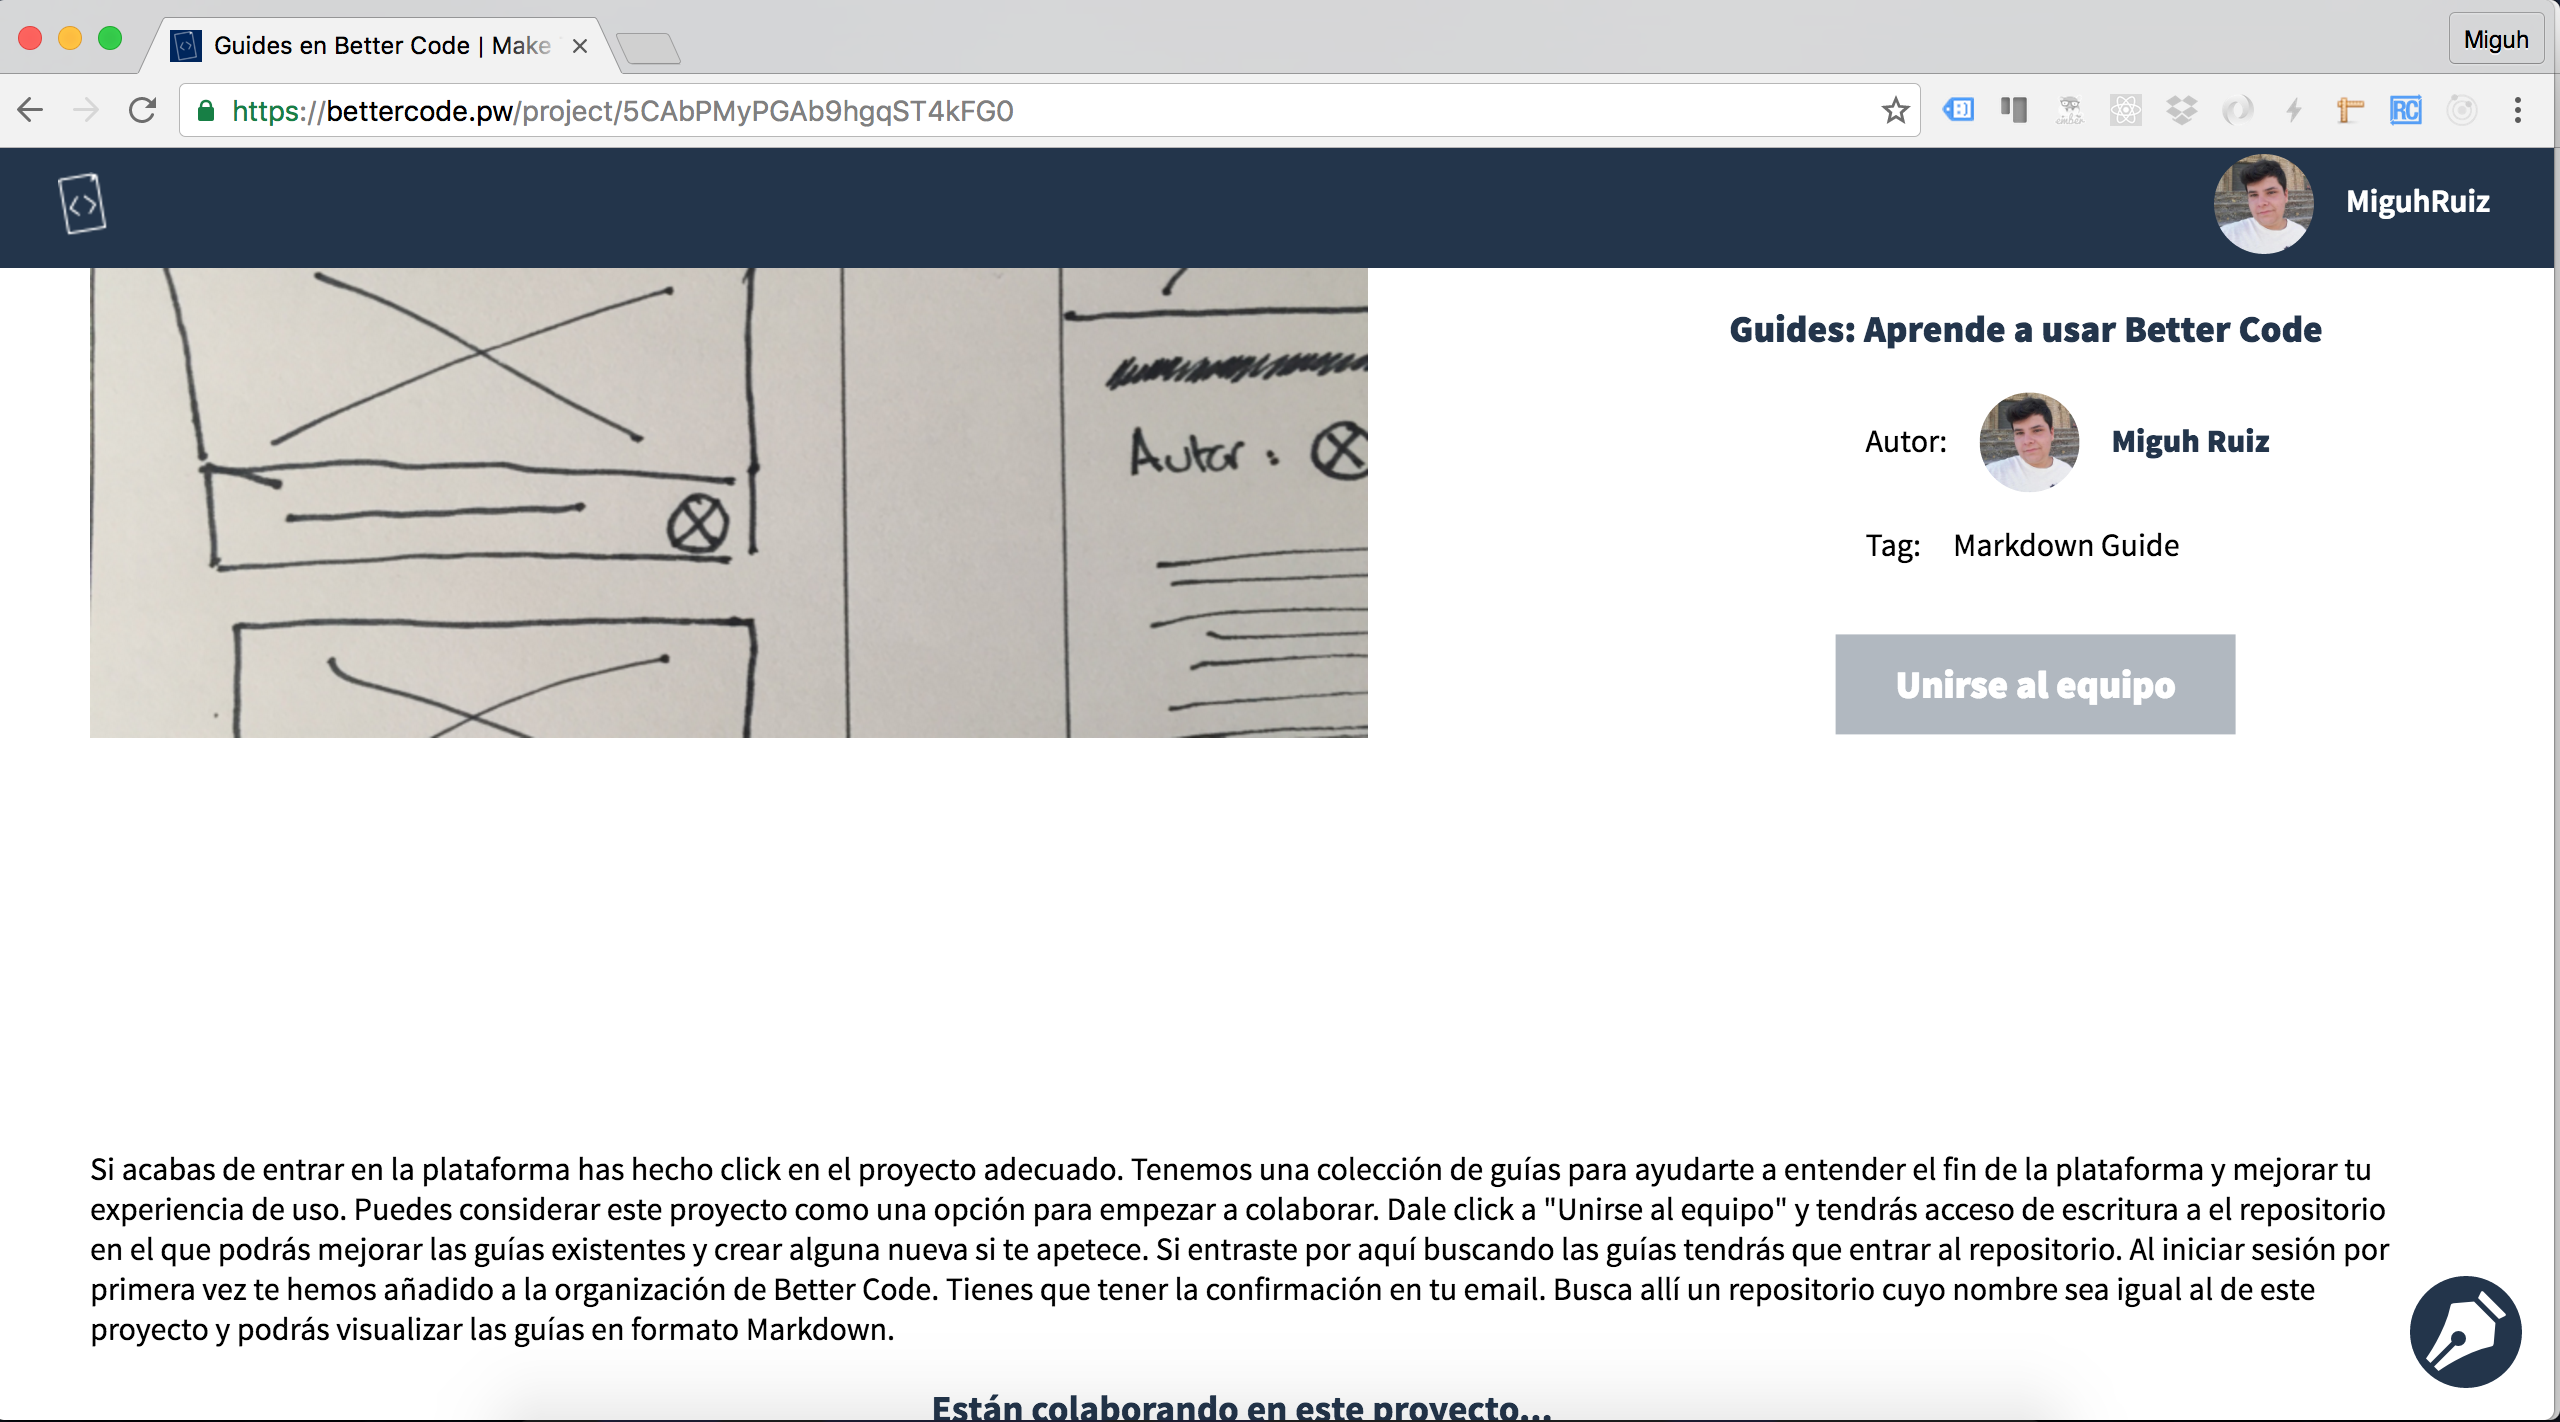 Guides en Better Code | Make
Miguh
https://bettercode.pw/project/5CAbPMyPGAb9hgqST4kFG0
:)
ember
RC
<>
MiguhRuiz
Guides: Aprende a usar Better Code
Autor: Miguh Ruiz
Autor:
Tag: Markdown Guide
Unirse al equipo
Si acabas de entrar en la plataforma has hecho click en el proyecto adecuado. Tenemos una colección de guías para ayudarte a entender el fin de la plataforma y mejorar tu
experiencia de uso. Puedes considerar este proyecto como una opción para empezar a colaborar. Dale click a "Unirse al equipo" y tendrás acceso de escritura a el repositorio
en el que podrás mejorar las guías existentes y crear alguna nueva si te apetece. Si entraste por aquí buscando las guías tendrás que entrar al repositorio. Al iniciar sesión por
primera vez te hemos añadido a la organización de Better Code. Tienes que tener la confirmación en tu email. Busca allí un repositorio cuyo nombre sea igual al de este
proyecto y podrás visualizar las guías en formato Markdown.
Están colaborando en este proyecto...